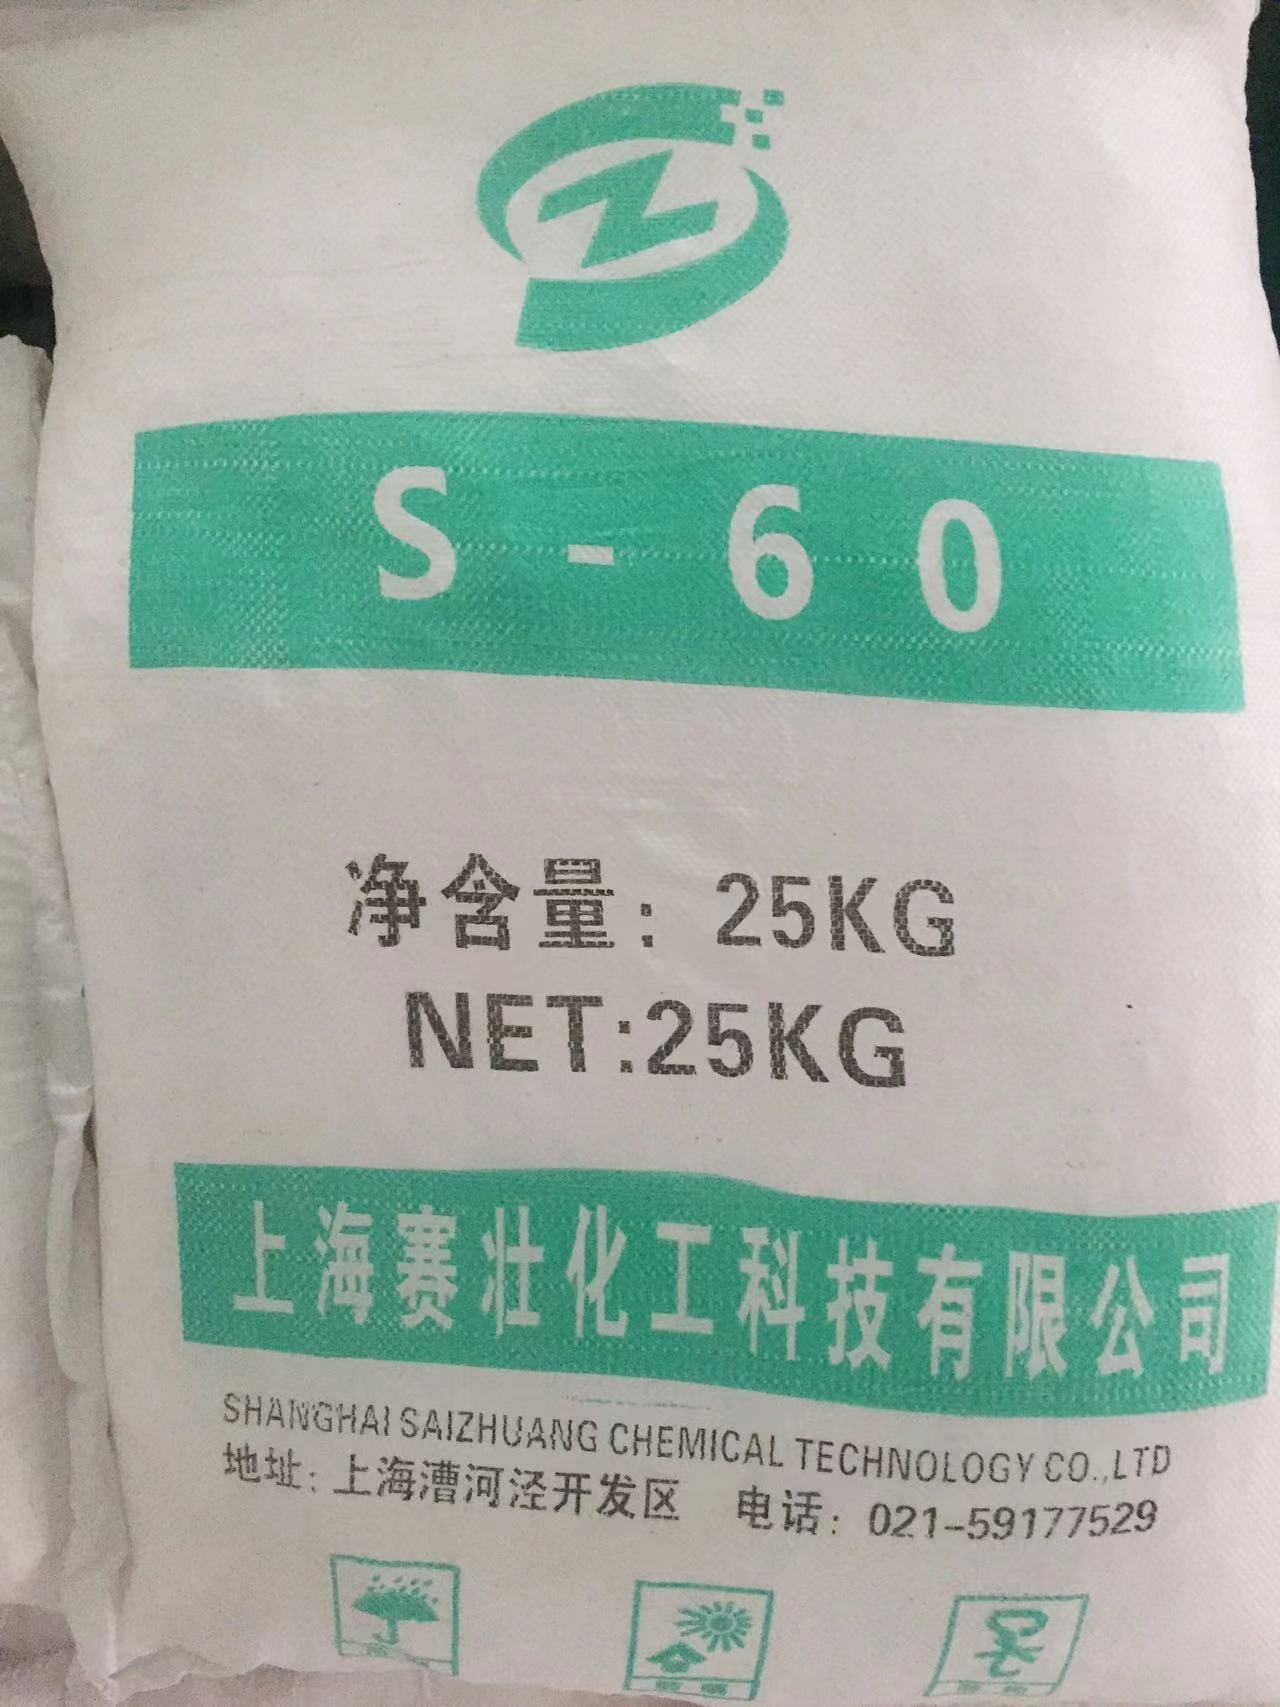 S-60
净含量：25KG
NET:25KG
上海赛壮化工科技有限公司
SHANGHAI SAIZHUANG CHEMICAL TECHNOLOGY CO.,LTD
地址：上海漕河泾开发区 电话：021-59177529